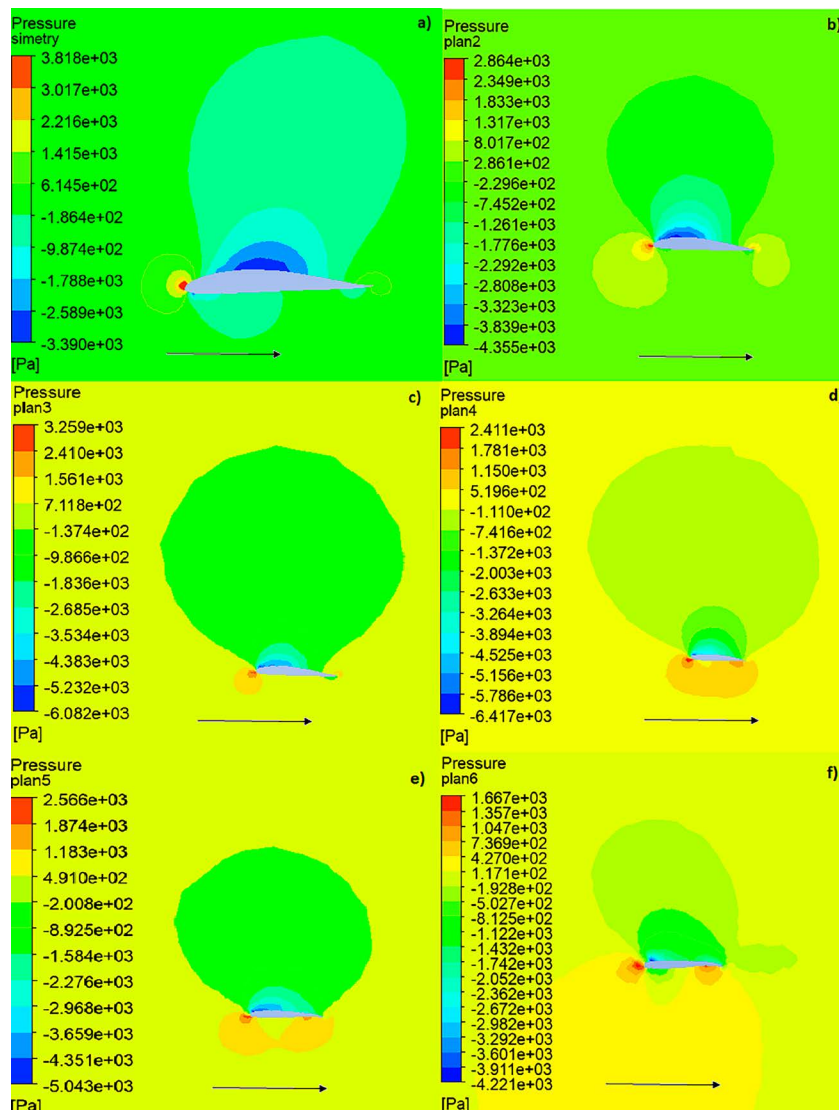 Pressure
simetry
a)
3.818e+03
3.017e+03
2.216e+03
1.415e+03
6.145e+02
-1.864e+02
-9.874e+02
-1.788e+03
-2.589e+03
-3.390e+03
[Pa]
Pressure
plan2
b)
2.864e+03
2.349e+03
1.833e+03
1.317e+03
8.017e+02
2.861e+02
-2.296e+02
-7.452e+02
-1.261e+03
-1.776e+03
-2.292e+03
-2.808e+03
-3.323e+03
-3.839e+03
-4.355e+03
[Pa]
Pressure
plan3
c)
3.259e+03
2.410e+03
1.561e+03
7.118e+02
-1.374e+02
-9.866e+02
-1.836e+03
-2.685e+03
-3.534e+03
-4.383e+03
-5.232e+03
-6.082e+03
[Pa]
Pressure
plan4
d
2.411e+03
1.781e+03
1.150e+03
5.196e+02
-1.110e+02
-7.416e+02
-1.372e+03
-2.003e+03
-2.633e+03
-3.264e+03
-3.894e+03
-4.525e+03
-5.156e+03
-5.786e+03
-6.417e+03
[Pa]
Pressure
plan5
e)
2.566e+03
1.874e+03
1.183e+03
4.910e+02
-2.008e+02
-8.925e+02
-1.584e+03
-2.276e+03
-2.968e+03
-3.659e+03
-4.351e+03
-5.043e+03
[Pa]
Pressure
plan6
f)
1.667e+03
1.357e+03
1.047e+03
7.369e+02
4.270e+02
1.171e+02
-1.928e+02
-5.027e+02
-8.125e+02
-1.122e+03
-1.432e+03
-1.742e+03
-2.052e+03
-2.362e+03
-2.672e+03
-2.982e+03
-3.292e+03
-3.601e+03
-3.911e+03
-4.221e+03
[Pa]